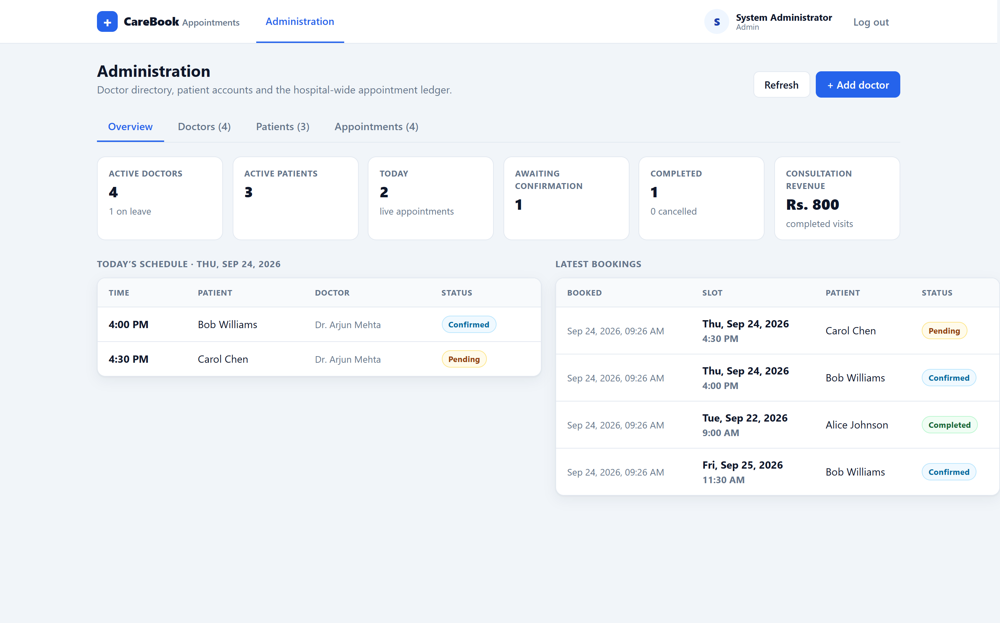 + CareBook Appointments
Administration
S
System Administrator
Admin
Log out
Administration
Doctor directory, patient accounts and the hospital-wide appointment ledger.
Refresh
+ Add doctor
Overview
Doctors (4)
Patients (3)
Appointments (4)
ACTIVE DOCTORS
4
1 on leave
ACTIVE PATIENTS
3
TODAY
2
live appointments
AWAITING
CONFIRMATION
1
COMPLETED
1
0 cancelled
CONSULTATION
REVENUE
Rs. 800
completed visits
TODAY’S SCHEDULE · THU, SEP 24, 2026
TIME PATIENT DOCTOR STATUS
4:00 PM Bob Williams Dr. Arjun Mehta Confirmed
4:30 PM Carol Chen Dr. Arjun Mehta Pending
LATEST BOOKINGS
BOOKED SLOT PATIENT STATUS
Sep 24, 2026, 09:26 AM Thu, Sep 24, 2026 Carol Chen Pending
4:30 PM
Sep 24, 2026, 09:26 AM Thu, Sep 24, 2026 Bob Williams Confirmed
4:00 PM
Sep 24, 2026, 09:26 AM Tue, Sep 22, 2026 Alice Johnson Completed
9:00 AM
Sep 24, 2026, 09:26 AM Fri, Sep 25, 2026 Bob Williams Confirmed
11:30 AM